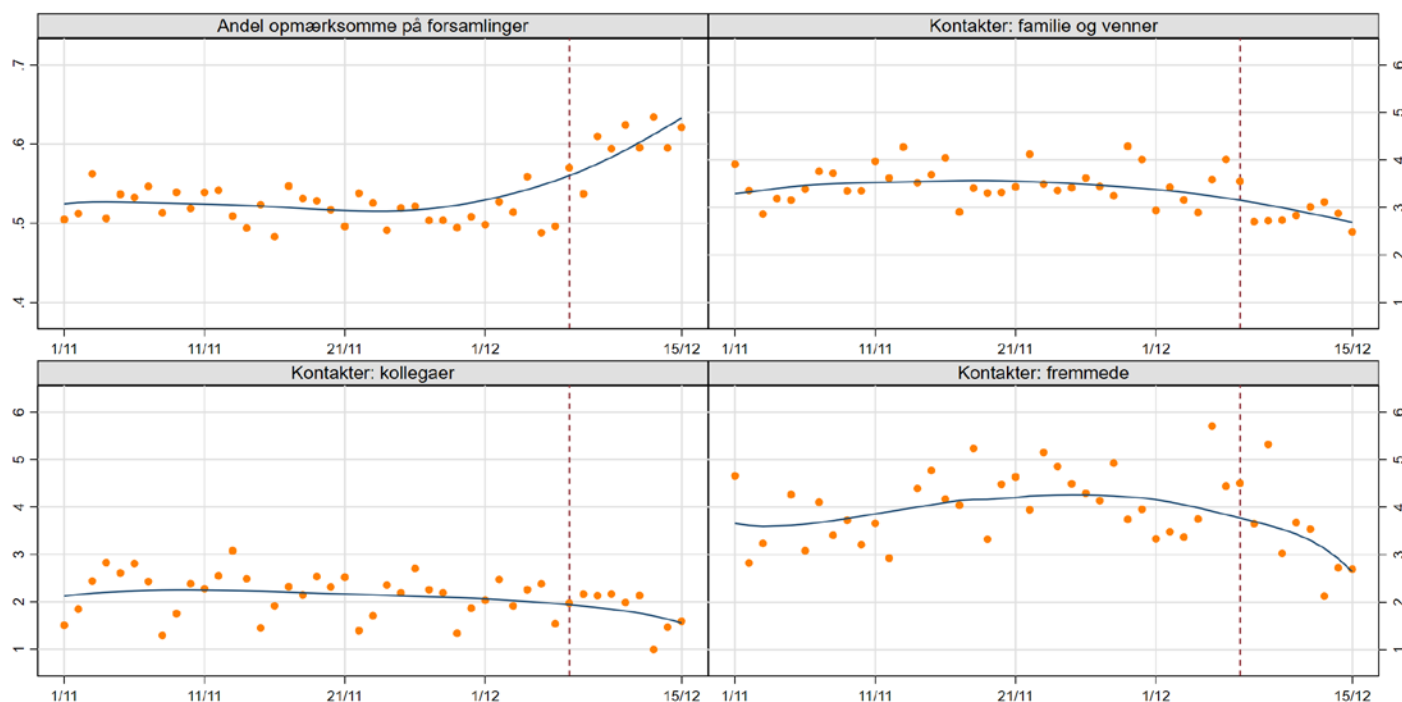 Andel opmærksomme på forsamlinger
Kontakter: familie og venner
.7
.6
.5
.4
6
5
4
3
2
1
1/11 11/11 21/11 1/12 15/12
1/11 11/11 21/11 1/12 15/12
Kontakter: kollegaer
Kontakter: fremmede
6
5
4
3
2
1
6
5
4
3
2
1
1/11 11/11 21/11 1/12 15/12
1/11 11/11 21/11 1/12 15/12